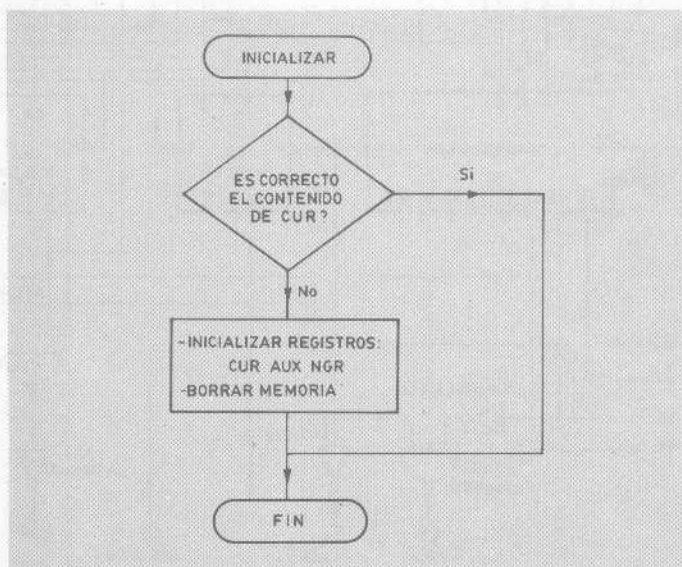 INICIALIZAR
ES CORRECTO
EL CONTENIDO
DE CUR?
Si
No
-INICIALIZAR REGISTROS:
CUR AUX NGR
-BORRAR MEMORIA
FIN